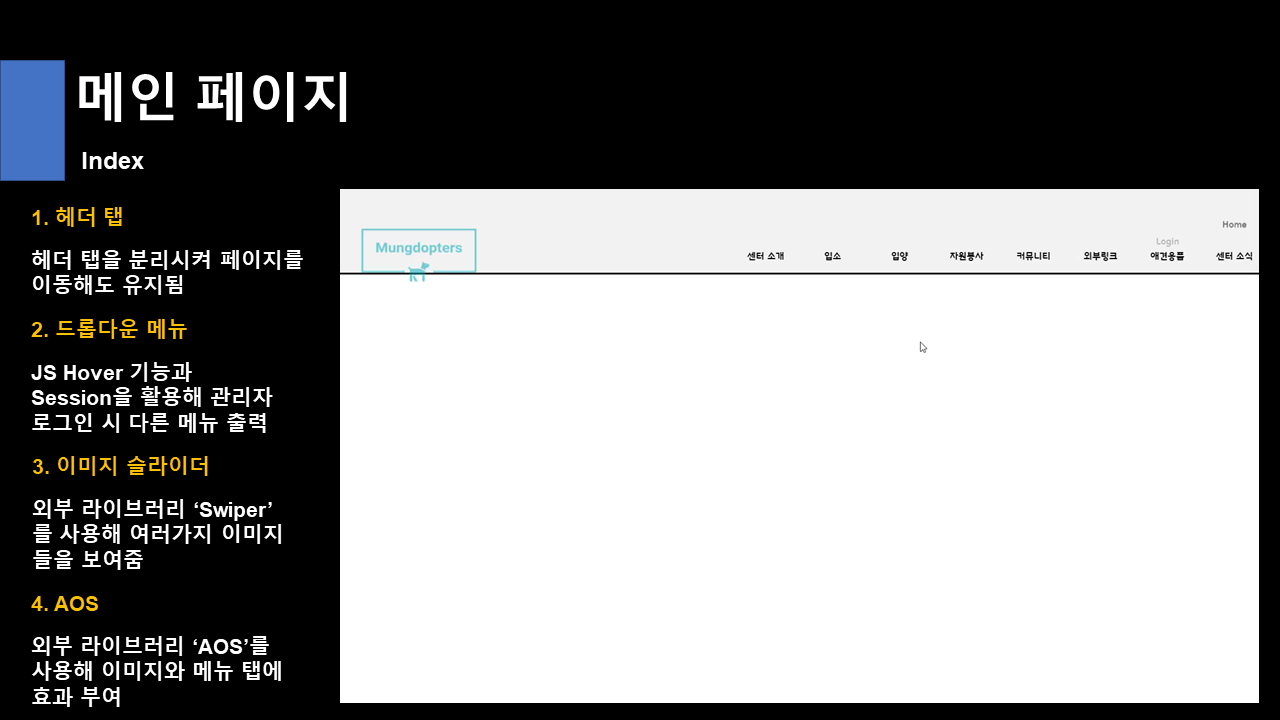 메인 페이지
Index
1. 헤더 탭
헤더 탭을 분리시켜 페이지를
이동해도 유지됨
2. 드롭다운 메뉴
JS Hover 기능과
Session을 활용해 관리자
로그인 시 다른 메뉴 출력
3. 이미지 슬라이더
외부 라이브러리 ‘Swiper’
를 사용해 여러가지 이미지
들을 보여줌
4. AOS
외부 라이브러리 ‘AOS’를
사용해 이미지와 메뉴 탭에
효과 부여
Home
Mungdopters
Login
센터 소개 입소 입양 자원봉사 커뮤니티 외부링크 애견용품 센터 소식